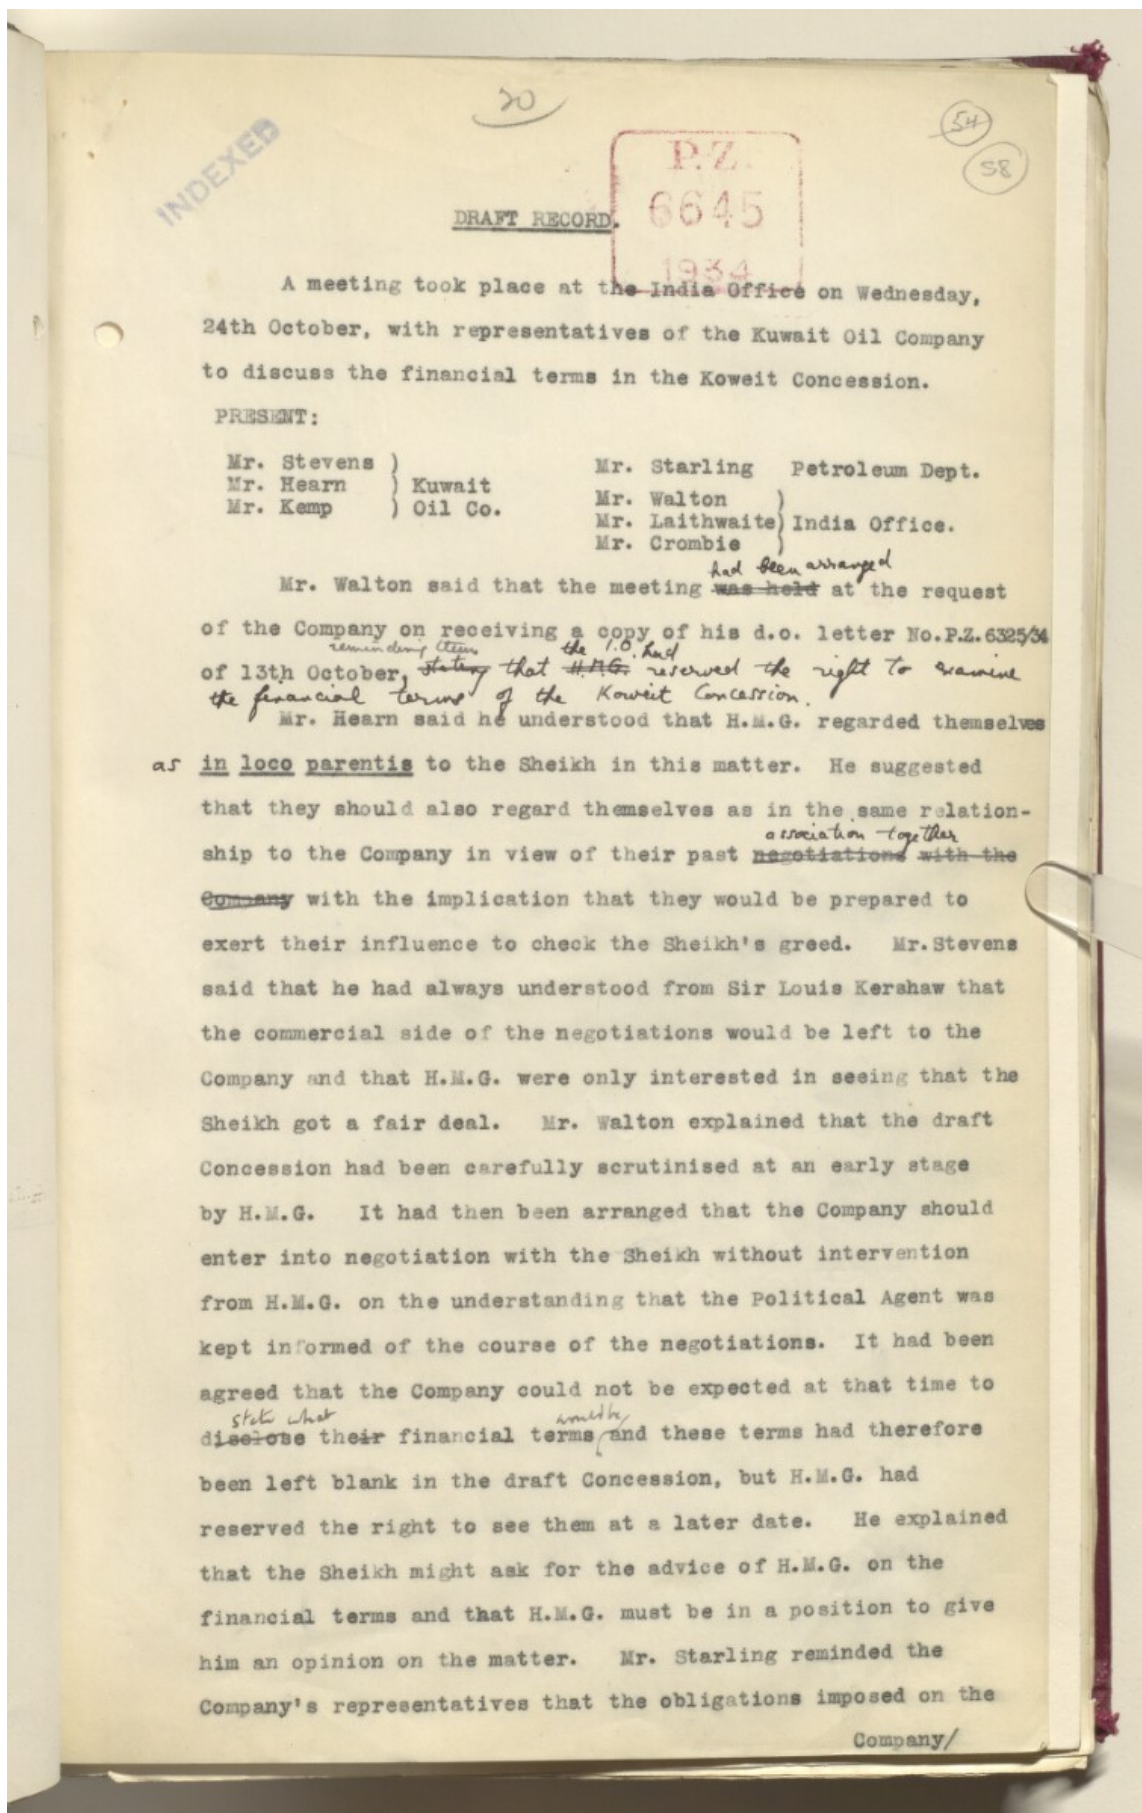 20
54
58
INDEXED
P.Z.
6645
1934
DRAFT RECORD.
A meeting took place at the India Office on Wednesday,
24th October, with representatives of the Kuwait Oil Company
to discuss the financial terms in the Koweit Concession.
PRESENT:
Mr. Stevens )
Mr. Hearn ) Kuwait
Mr. Kemp ) Oil Co.
Mr. Starling Petroleum Dept.
Mr. Walton )
Mr. Laithwaite) India Office.
Mr. Crombie )
had been arranged
Mr. Walton said that the meeting was held at the request
of the Company on receiving a copy of his d.o. letter No.P.Z.6325/34
reminding them the I.O. had
of 13th October, stating that H.M.G. reserved the right to examine
the financial terms of the Koweit Concession.
Mr. Hearn said he understood that H.M.G. regarded themselves
as in loco parentis to the Sheikh in this matter. He suggested
that they should also regard themselves as in the same relation-
association together
ship to the Company in view of their past negotiations with the
Company with the implication that they would be prepared to
exert their influence to check the Sheikh's greed. Mr.Stevens
said that he had always understood from Sir Louis Kershaw that
the commercial side of the negotiations would be left to the
Company and that H.M.G. were only interested in seeing that the
Sheikh got a fair deal. Mr. Walton explained that the draft
Concession had been carefully scrutinised at an early stage
by H.M.G. It had then been arranged that the Company should
enter into negotiation with the Sheikh without intervention
from H.M.G. on the understanding that the Political Agent was
kept informed of the course of the negotiations. It had been
agreed that the Company could not be expected at that time to
state what would be
disclose their financial terms and these terms had therefore
been left blank in the draft Concession, but H.M.G. had
reserved the right to see them at a later date. He explained
that the Sheikh might ask for the advice of H.M.G. on the
financial terms and that H.M.G. must be in a position to give
him an opinion on the matter. Mr. Starling reminded the
Company's representatives that the obligations imposed on the
Company/